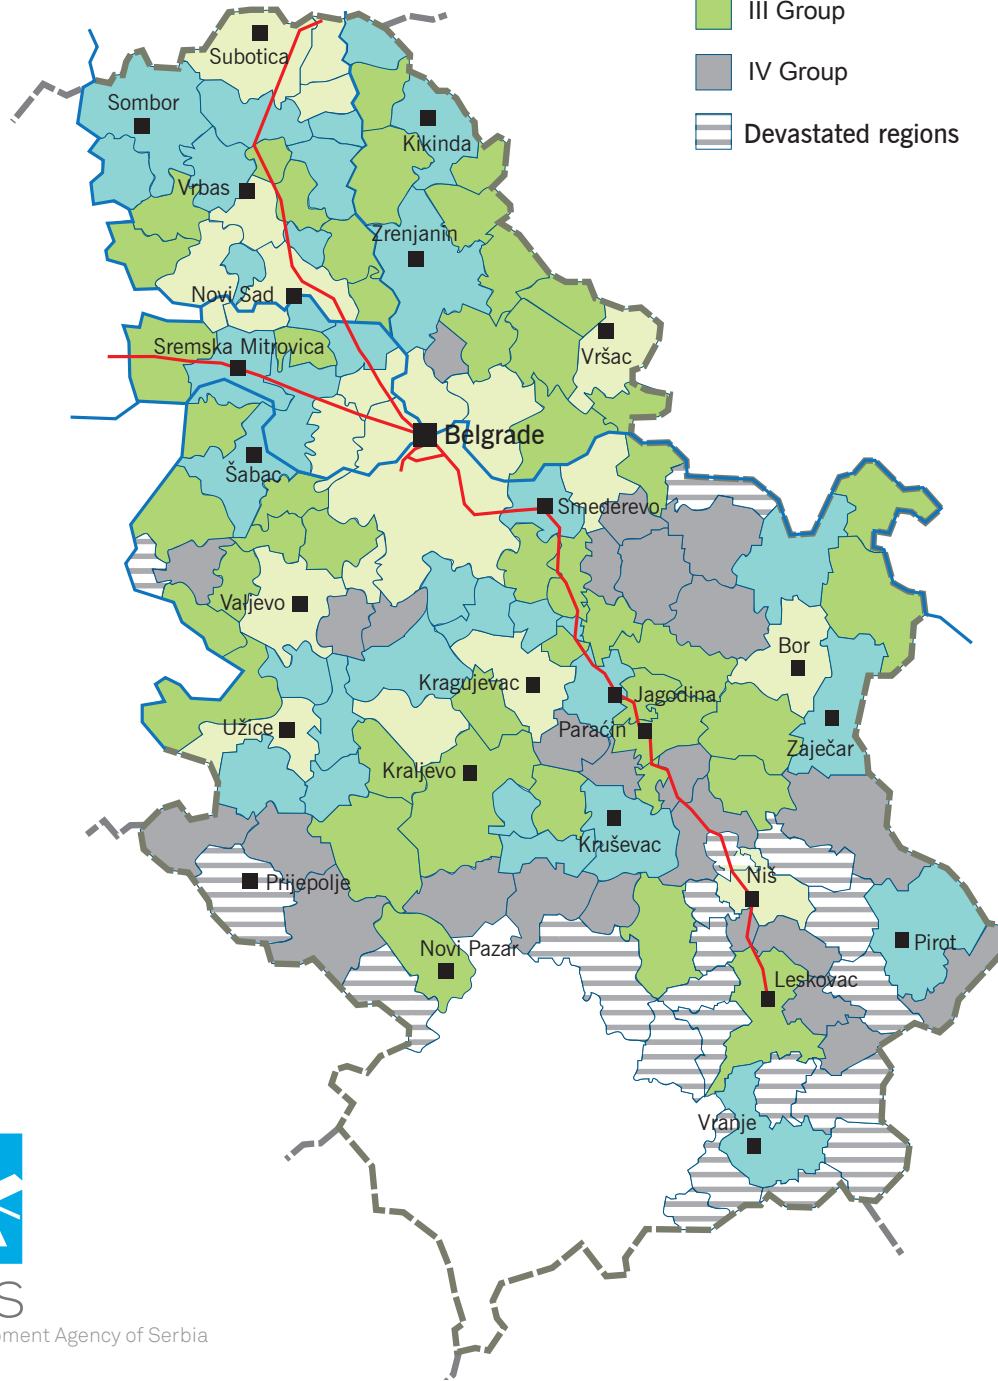 III Group
IV Group
Devastated regions
Subotica
Sombor
Kikinda
Vrbas
Zrenjanin
Novi Sad
Sremska Mitrovica
Vršac
Belgrade
Šabac
Smederevo
Valjevo
Bor
Kragujevac
Jagodina
Užice
Paraćin
Zaječar
Kraljevo
Kruševac
Niš
Prijepolje
Pirot
Novi Pazar
Leskovac
Vranje
S
ment Agency of Serbia